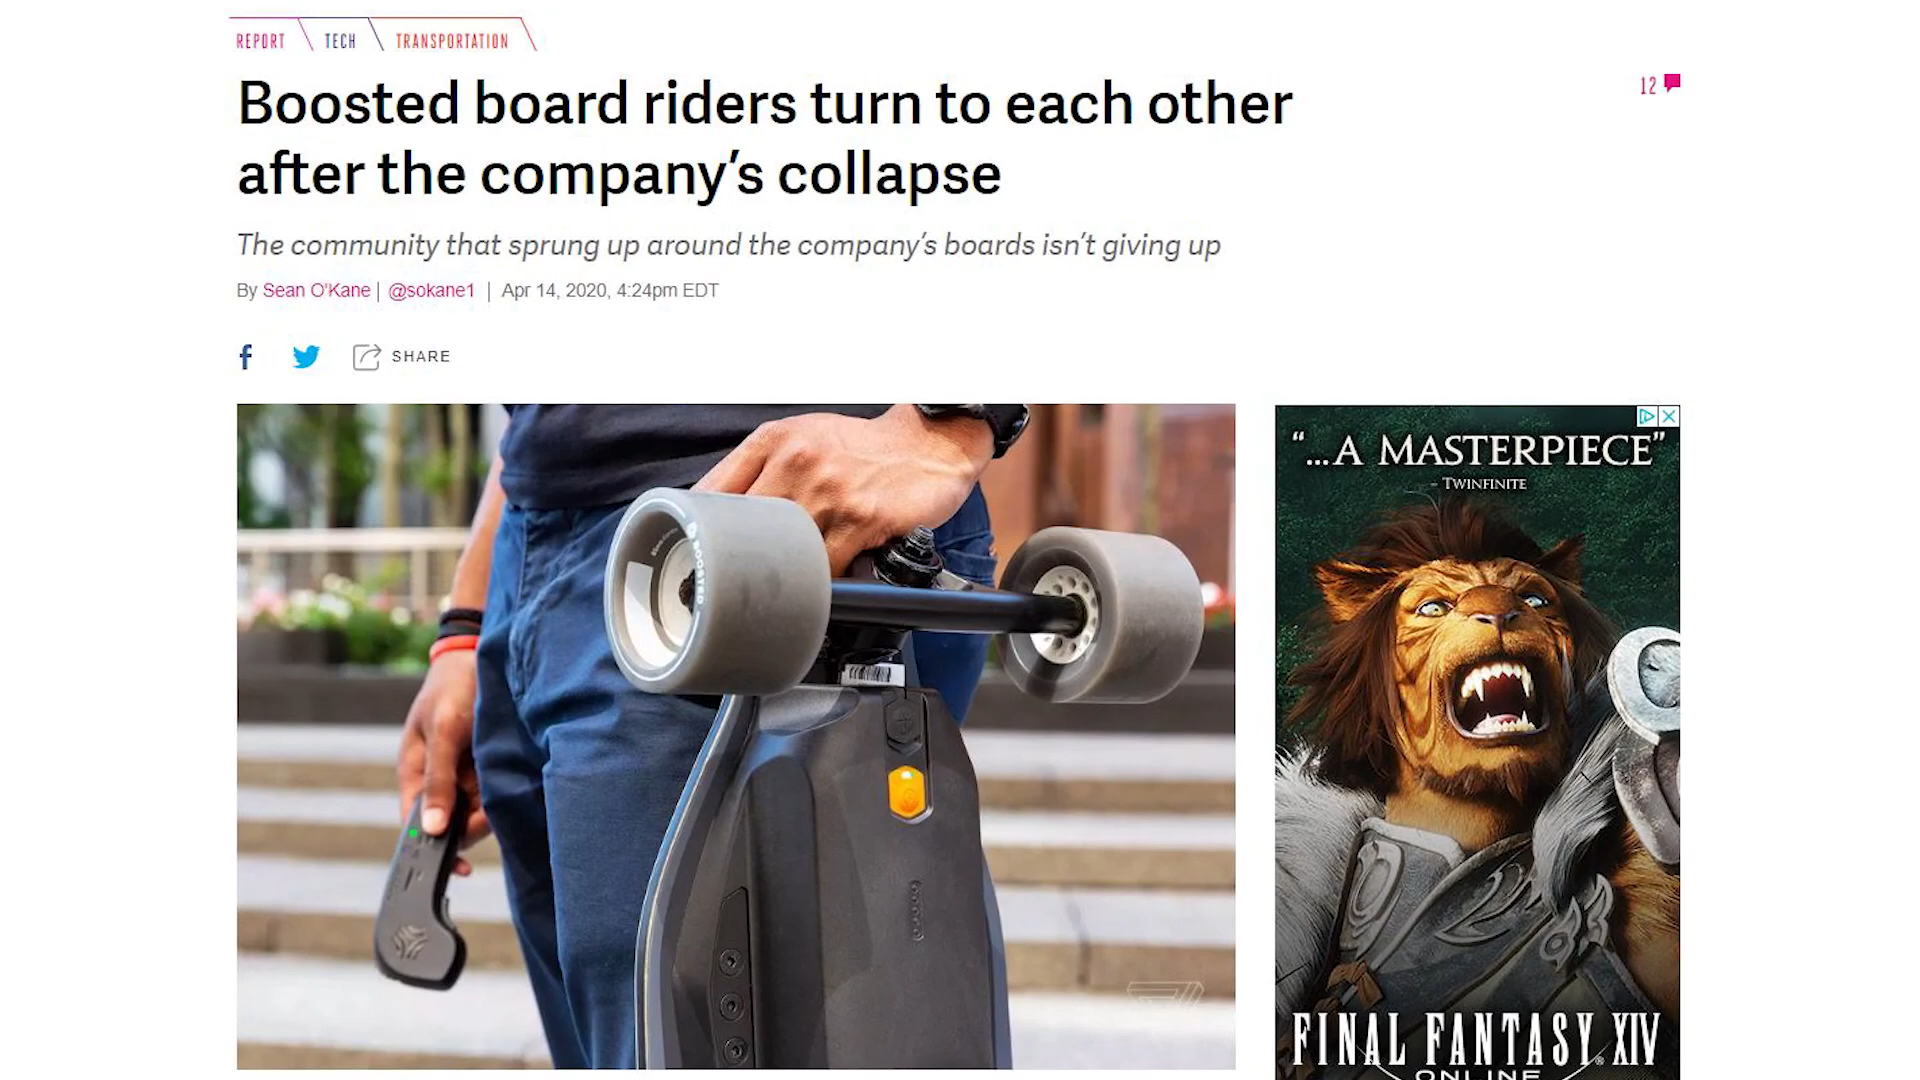 REPORT TECH TRANSPORTATION
Boosted board riders turn to each other
after the company's collapse
12
The community that sprung up around the company's boards isn't giving up
By Sean O'Kane | @sokane1 | Apr 14, 2020, 4:24pm EDT
SHARE
BOOSTED
"...A MASTERPIECE"
- TWINFINITE
FINAL FANTASY XIV
ONLINE